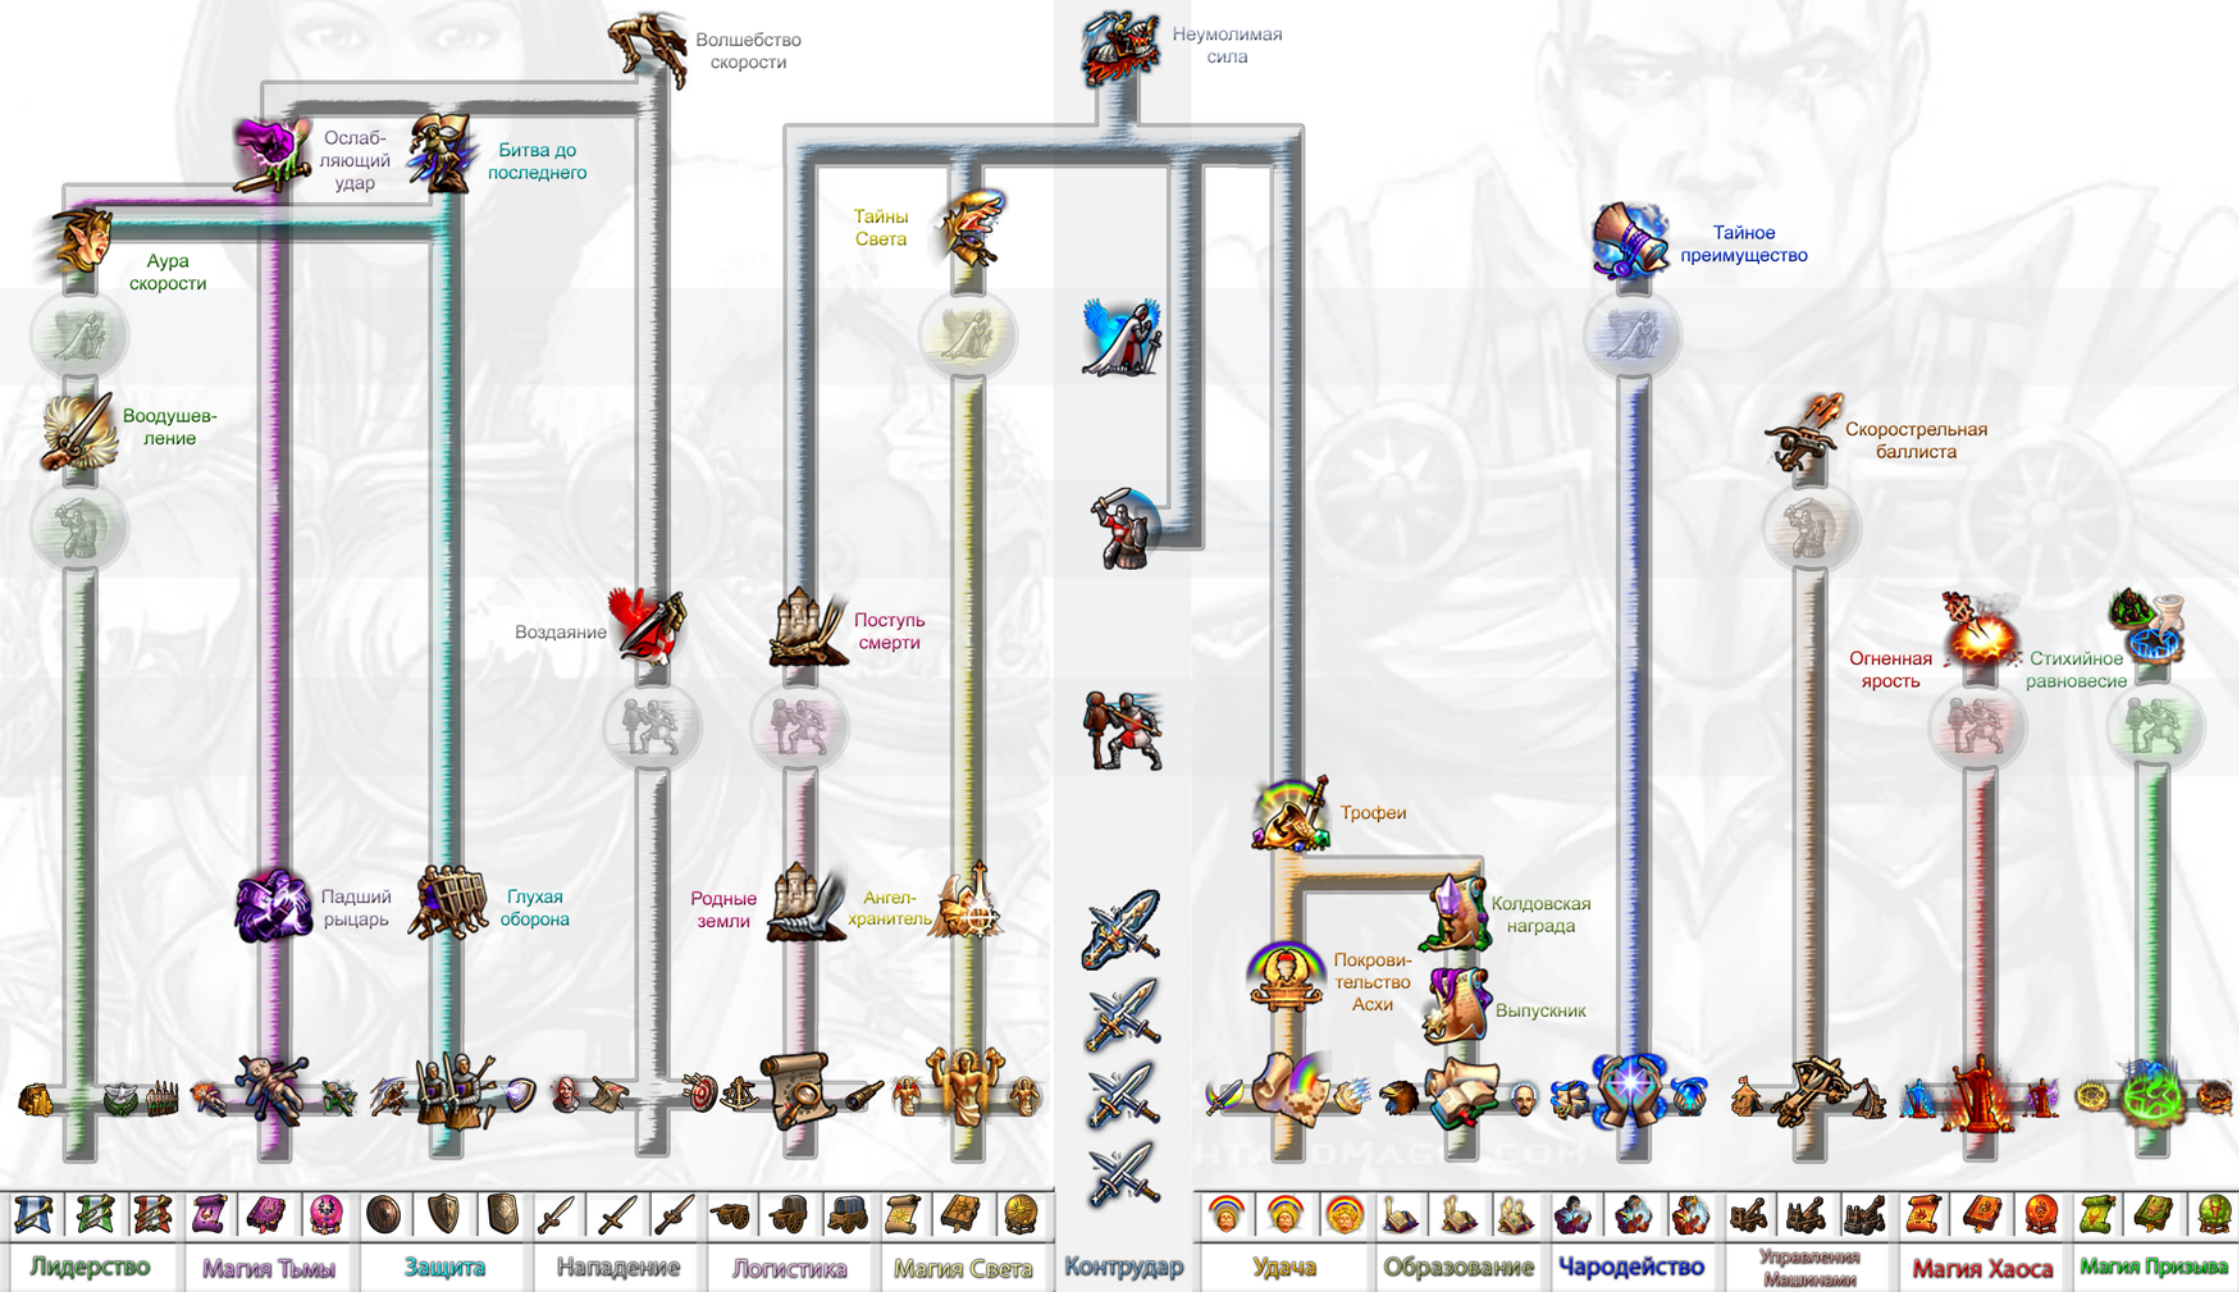 Волшебство
скорости
Неумолимая
сила
Ослаб-
ляющий
удар
Битва до
последнего
Тайны
Света
Тайное
преимущество
Аура
скорости
Воодушев-
ление
Скорострельная
баллиста
Воздаяние
Поступь
смерти
Огненная
ярость
Стихийное
равновесие
Трофеи
Падший
рыцарь
Глухая
оборона
Родные
земли
Ангел-
хранитель
Колдовская
награда
Покрови-
тельство
Асхи
Выпускник
Лидерство
Магия Тьмы
Защита
Нападение
Логистика
Магия Света
Контрудар
Удача
Образование
Чародейство
Управления
Машинами
Магия Хаоса
Магия Призыва